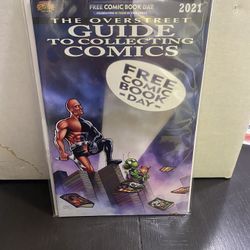 FREE COMIC BOOK DAY
2021
THE OVERSTREET
GUIDE
TO COLLECTING
COMICS
FREE
COMIC
BOOK
DAY